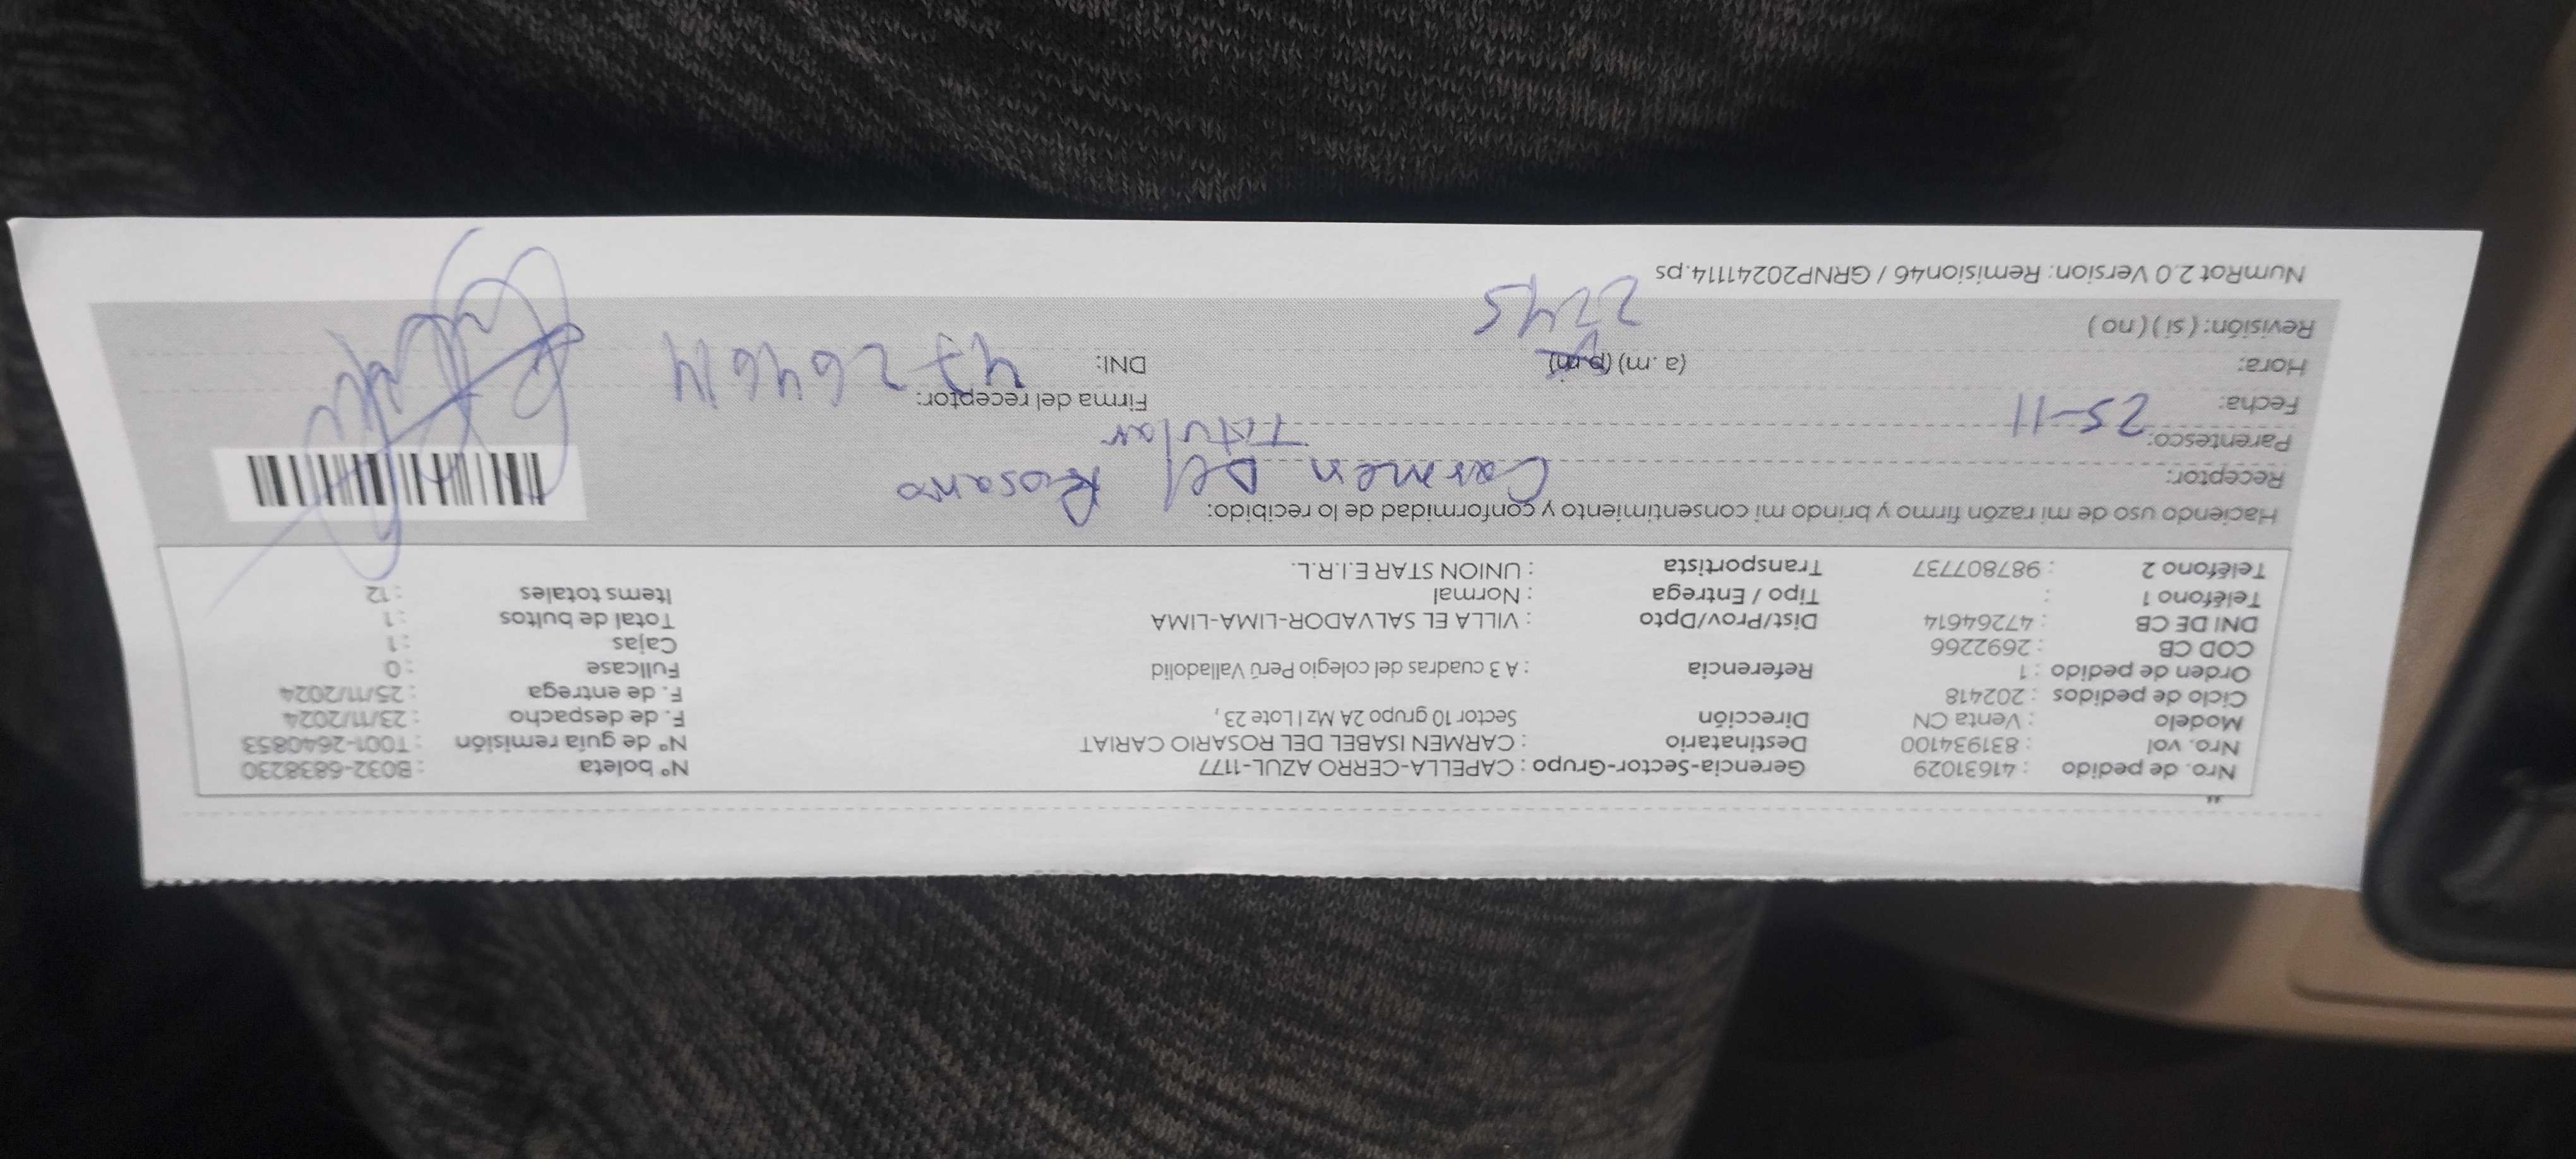 Nro. de pedido : 41631029 Gerencia-Sector-Grupo : CAPELLA-CERRO AZUL-1177 N° boleta : B032-6838230
Nro. vol : 831934100 Destinatario : CARMEN ISABEL DEL ROSARIO CARIAT N° de guía remisión : T001-2640853
Modelo : Venta CN Dirección Sector 10 grupo 2A Mz I Lote 23, F. de despacho : 23/11/2024
Ciclo de pedidos : 202418 F. de entrega : 25/11/2024
Orden de pedido : 1 Referencia : A 3 cuadras del colegio Perú Valladolid Fullcase : 0
COD CB : 2692266 Cajas : 1
DNI DE CB : 47264614 Dist/Prov/Dpto : VILLA EL SALVADOR-LIMA-LIMA Total de bultos : 1
Teléfono 1 : Tipo / Entrega : Normal Items totales : 12
Teléfono 2 : 987807737 Transportista : UNION STAR E.I.R.L.
Haciendo uso de mi razón firmo y brindo mi consentimiento y conformidad de lo recibido:
Receptor: Carmen Del Rosario
Parentesco: Titular
Fecha: 25-11 Firma del receptor:
Hora: (a. m) (p. m) DNI: 47264614
2245
Revisión: ( si ) ( no )
NumRot 2.0 Version: Remision46 / GRNP20241114.ps